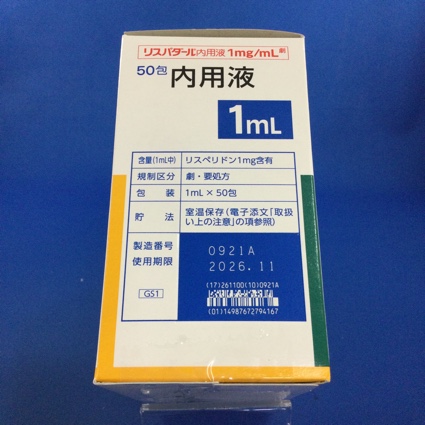 リスパダール内用液1mg/mL 劇
50包 内用液
1mL
含量(1mL中) リスペリドン1mg含有
規制区分 劇・要処方
包装 1mL×50包
貯法 室温保存(電子添文「取扱
い上の注意」の項参照)
製造番号 0921A
使用期限 2026.11
(17)261100(10)0921A
GS1
(01)14987672794167